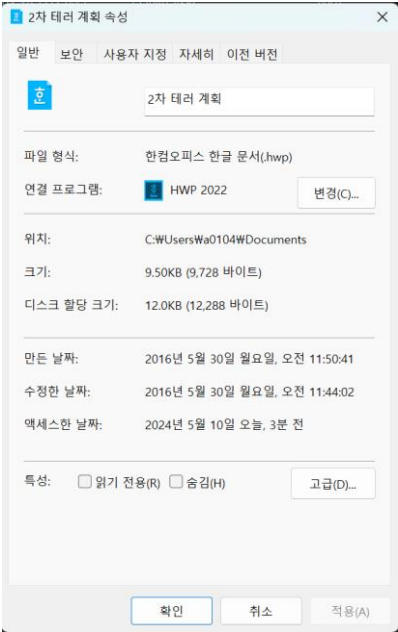 2차 테러 계획 속성
일반 보안 사용자 지정 자세히 이전 버전
2차 테러 계획
파일 형식: 한컴오피스 한글 문서(.hwp)
연결 프로그램: HWP 2022 변경(C)...
위치: C:₩Users₩a0104₩Documents
크기: 9.50KB (9,728 바이트)
디스크 할당 크기: 12.0KB (12,288 바이트)
만든 날짜: 2016년 5월 30일 월요일, 오전 11:50:41
수정한 날짜: 2016년 5월 30일 월요일, 오전 11:44:02
액세스한 날짜: 2024년 5월 10일 오늘, 3분 전
특성: 읽기 전용(R) 숨김(H) 고급(D)...
확인 취소 적용(A)